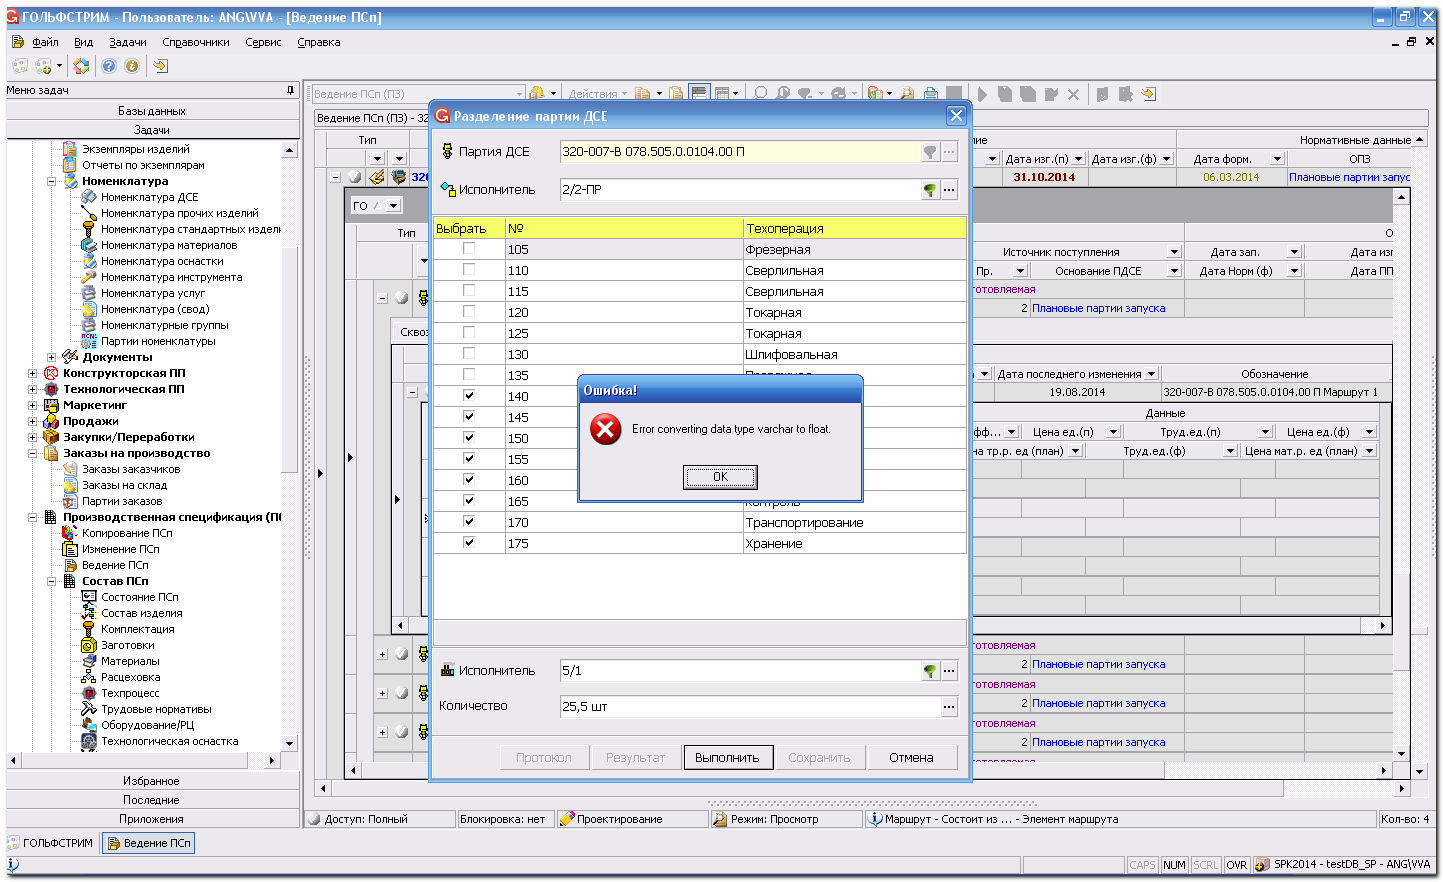 ГОЛЬФСТРИМ - Пользователь: ANG\VVA - [Ведение ПСп]
Файл Вид Задачи Справочники Сервис Справка
Меню задач
Базы данных
Задачи
Экземпляры изделий
Отчеты по экземплярам
Номенклатура
Номенклатура ДСЕ
Номенклатура прочих изделий
Номенклатура стандартных издели
Номенклатура материалов
Номенклатура оснастки
Номенклатура инструмента
Номенклатура услуг
Номенклатура (свод)
Номенклатурные группы
Партии номенклатуры
Документы
Конструкторская ПП
Технологическая ПП
Маркетинг
Продажи
Закупки/Переработки
Заказы на производство
Заказы заказчиков
Заказы на склад
Партии заказов
Производственная спецификация (П
Копирование ПСп
Изменение ПСп
Ведение ПСп
Состав ПСп
Состояние ПСп
Состав изделия
Комплектация
Заготовки
Материалы
Расцеховка
Техпроцесс
Трудовые нормативы
Оборудование/РЦ
Технологическая оснастка
Избранное
Последние
Приложения
Ведение ПСп (ПЗ) Действия
Ведение ПСп (ПЗ) - 32
Тип
320
ГО
Тип
Сквоз
Разделение партии ДСЕ
Партия ДСЕ 320-007-В 078.505.0.0104.00 П
Исполнитель 2/2-ПР
Выбрать № Техоперация
105 Фрезерная
110 Сверлильная
115 Сверлильная
120 Токарная
125 Токарная
130 Шлифовальная
135
140
145
150
155
160
165 Контроль
170 Транспортирование
175 Хранение
Ошибка!
Error converting data type varchar to float.
OK
Исполнитель 5/1
Количество 25,5 шт
Протокол Результат Выполнить Сохранить Отмена
ие Нормативные данные
Дата изг.(п) Дата изг.(ф) Дата форм. ОПЗ
31.10.2014 06.03.2014 Плановые партии запус
О
Источник поступления Дата зап. Дата изг
Пр. Основание ПДСЕ Дата Норм (ф) Дата ПП
отовляемая
2 Плановые партии запуска
Дата последнего изменения Обозначение
19.08.2014 320-007-В 078.505.0.0104.00 П Маршрут 1
Данные
фф... Цена ед.(п) Труд.ед.(п) Цена ед.(ф)
на тр.р. ед (план) Труд.ед.(ф) Цена мат.р. ед (план)
отовляемая
2 Плановые партии запуска
отовляемая
2 Плановые партии запуска
отовляемая
2 Плановые партии запуска
отовляемая
Доступ: Полный Блокировка: нет Проектирование Режим: Просмотр Маршрут - Состоит из ... - Элемент маршрута Кол-во: 4
ГОЛЬФСТРИМ Ведение ПСп
CAPS NUM SCRL OVR SPK2014 - testDB_SP - ANG\VVA